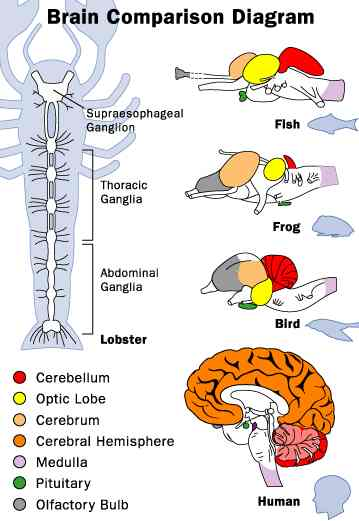 Brain Comparison Diagram
Supraesophageal
Ganglion
Fish
Thoracic
Ganglia
Frog
Abdominal
Ganglia
Bird
Lobster
Cerebellum
Optic Lobe
Cerebrum
Cerebral Hemisphere
Medulla
Pituitary
Olfactory Bulb
Human